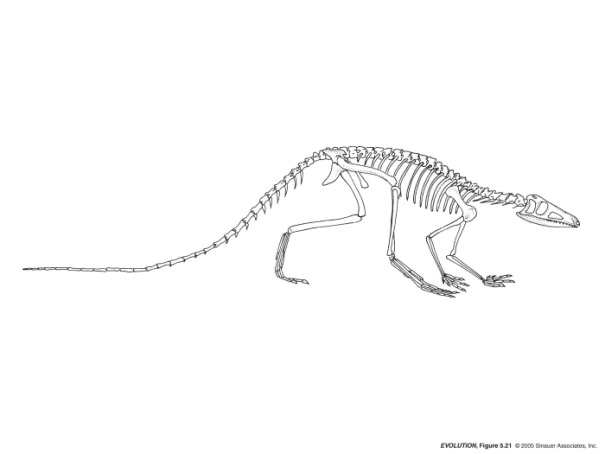 EVOLUTION, Figure 5.21 © 2005 Sinauer Associates, Inc.